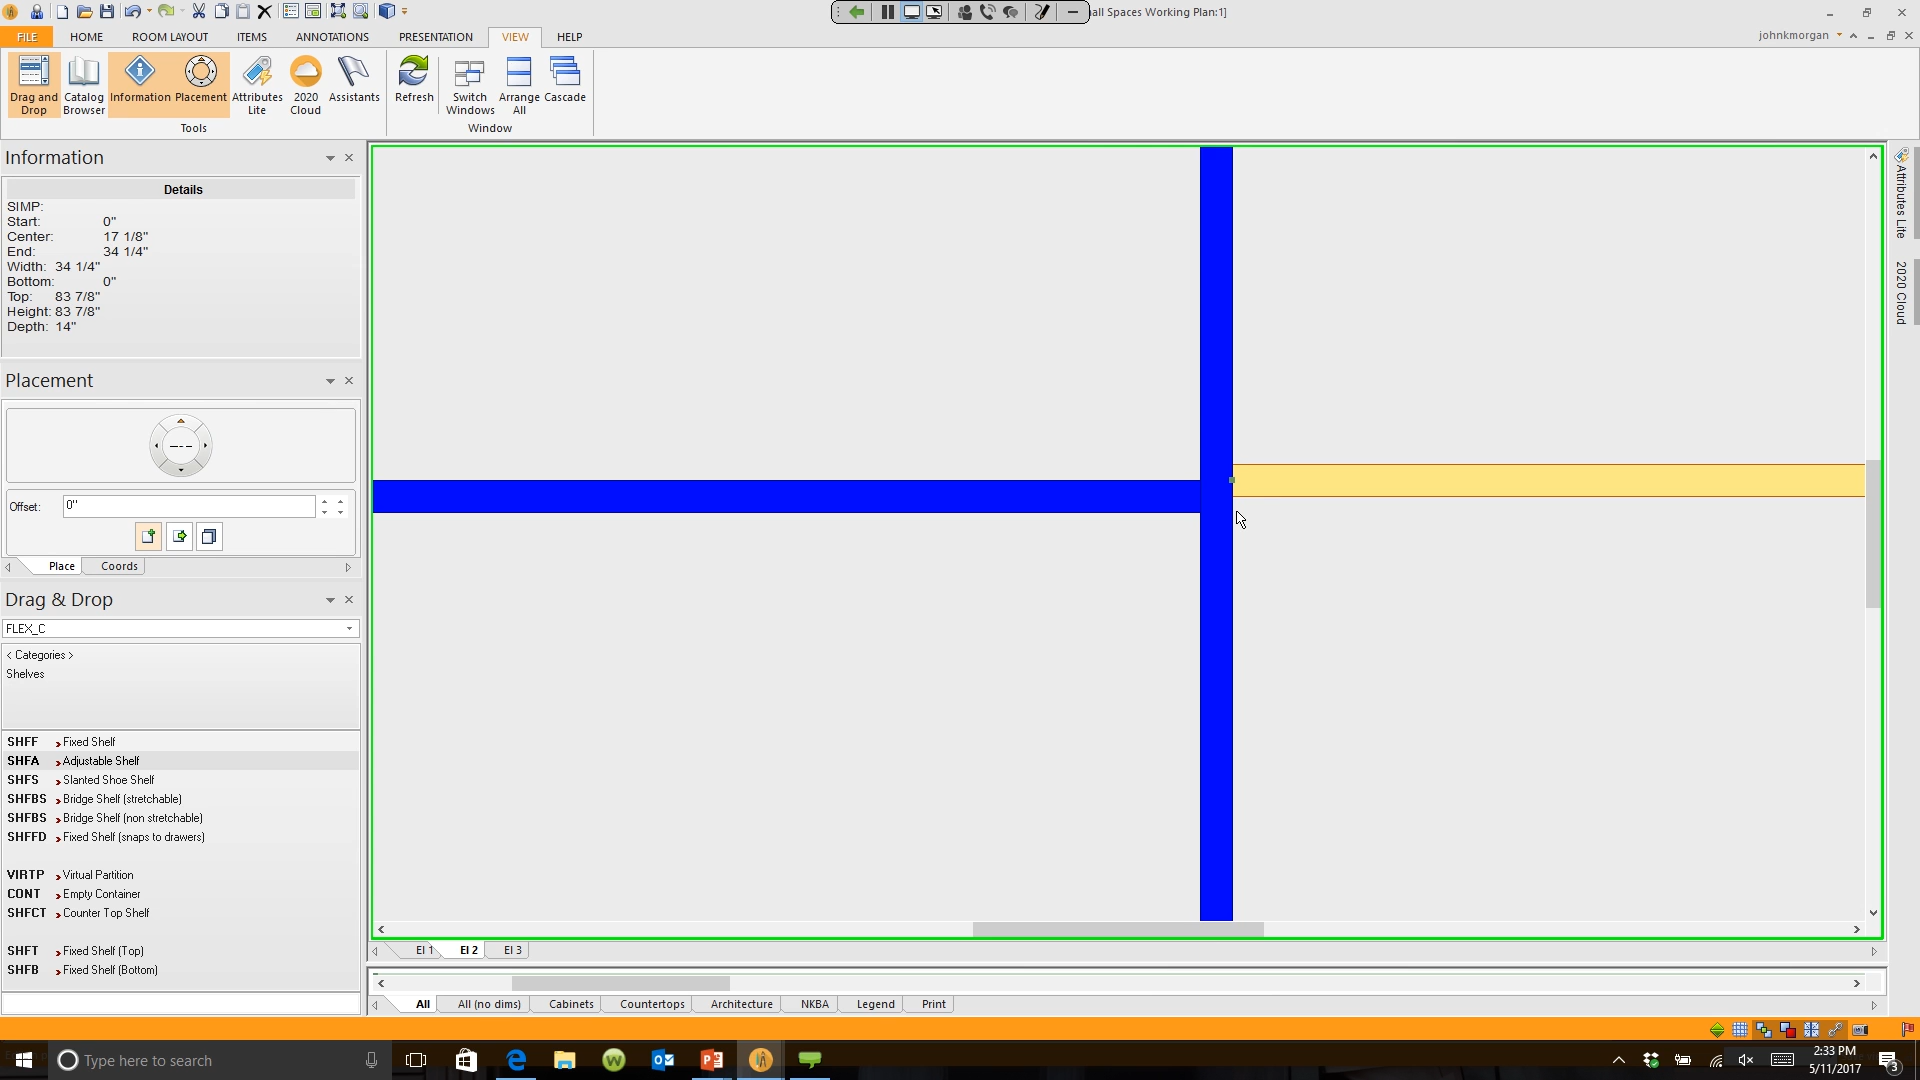 all Spaces Working Plan:1]
FILE HOME ROOM LAYOUT ITEMS ANNOTATIONS PRESENTATION VIEW HELP
johnkmorgan
Drag and Drop
Catalog Browser
Information
Placement
Attributes Lite
2020 Cloud
Assistants
Refresh
Switch Windows
Arrange All
Cascade
Tools
Window
Information
Details
SIMP:
Start: 0"
Center: 17 1/8"
End: 34 1/4"
Width: 34 1/4"
Bottom: 0"
Top: 83 7/8"
Height: 83 7/8"
Depth: 14"
Placement
Offset: 0"
Place Coords
Drag & Drop
FLEX_C
< Categories >
Shelves
SHFF Fixed Shelf
SHFA Adjustable Shelf
SHFS Slanted Shoe Shelf
SHFBS Bridge Shelf (stretchable)
SHFBS Bridge Shelf (non stretchable)
SHFFD Fixed Shelf (snaps to drawers)
VIRTP Virtual Partition
CONT Empty Container
SHFCT Counter Top Shelf
SHFT Fixed Shelf (Top)
SHFB Fixed Shelf (Bottom)
Attributes Lite
2020 Cloud
El 1 El 2 El 3
All All (no dims) Cabinets Countertops Architecture NKBA Legend Print
Type here to search
2:33 PM
5/11/2017
3